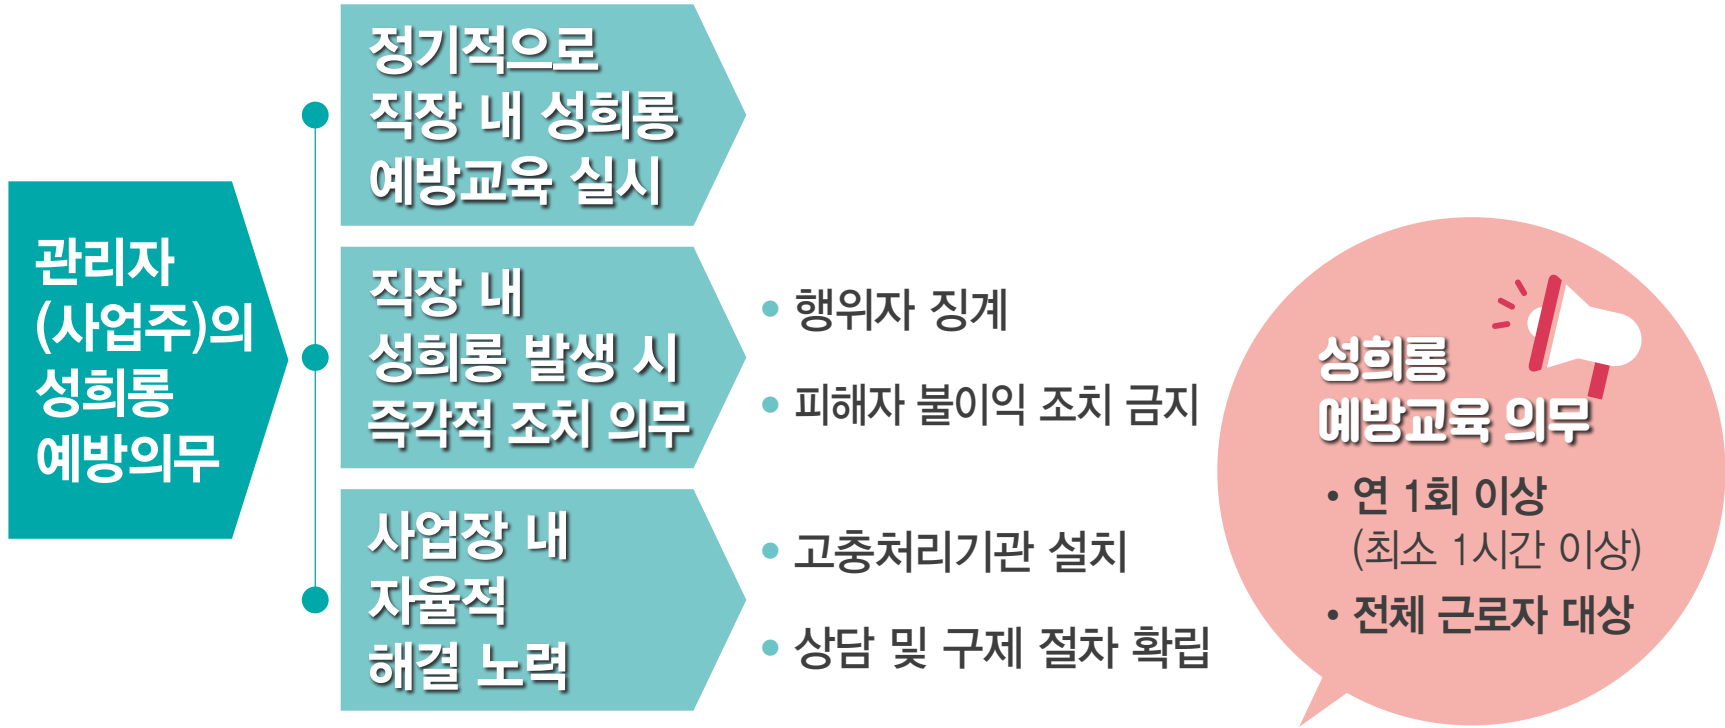 관리자
(사업주)의
성희롱
예방의무
정기적으로
직장 내 성희롱
예방교육 실시
직장 내
성희롱 발생 시
즉각적 조치 의무
• 행위자 징계
• 피해자 불이익 조치 금지
사업장 내
자율적
해결 노력
• 고충처리기관 설치
• 상담 및 구제 절차 확립
성희롱
예방교육 의무
• 연 1회 이상
(최소 1시간 이상)
• 전체 근로자 대상